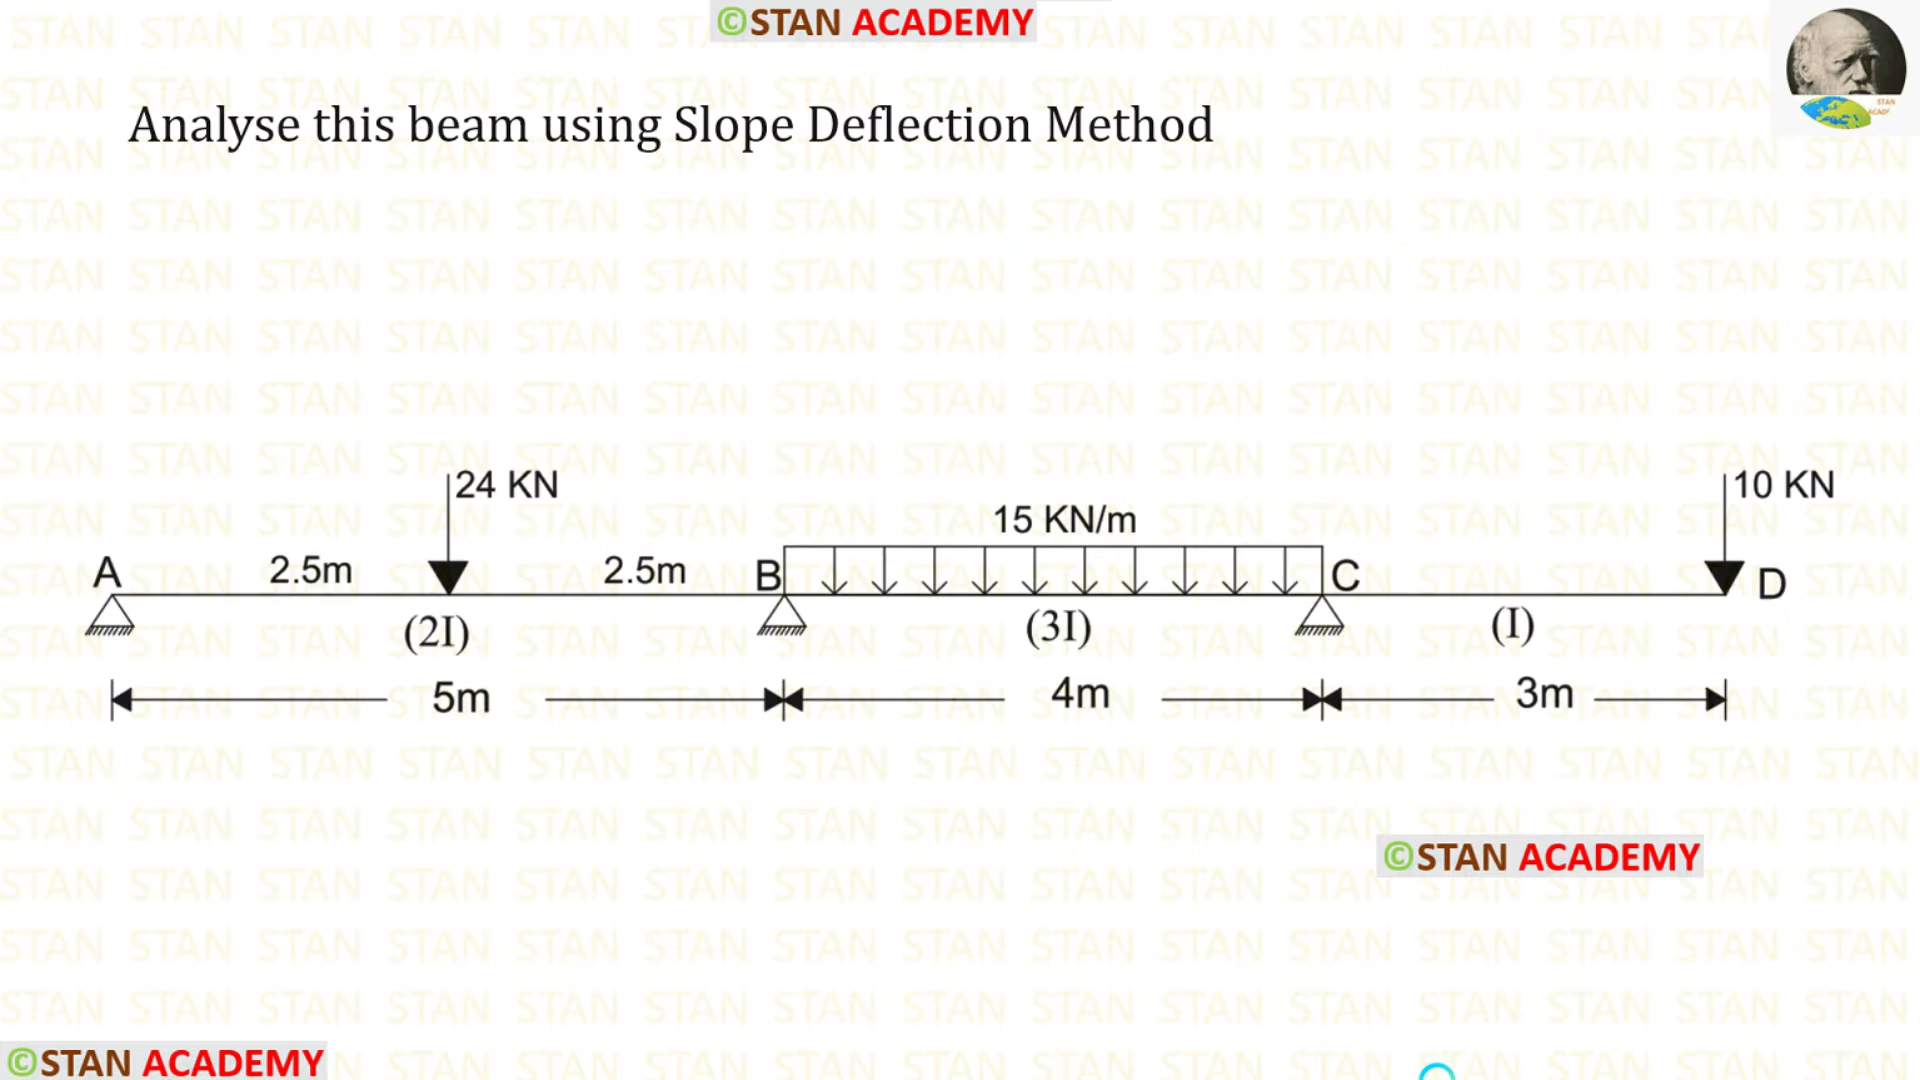 ©STAN ACADEMY
Analyse this beam using Slope Deflection Method
24 KN
10 KN
15 KN/m
A
2.5m
2.5m
B
C
D
(2I)
(3I)
(I)
5m
4m
3m
©STAN ACADEMY
©STAN ACADEMY